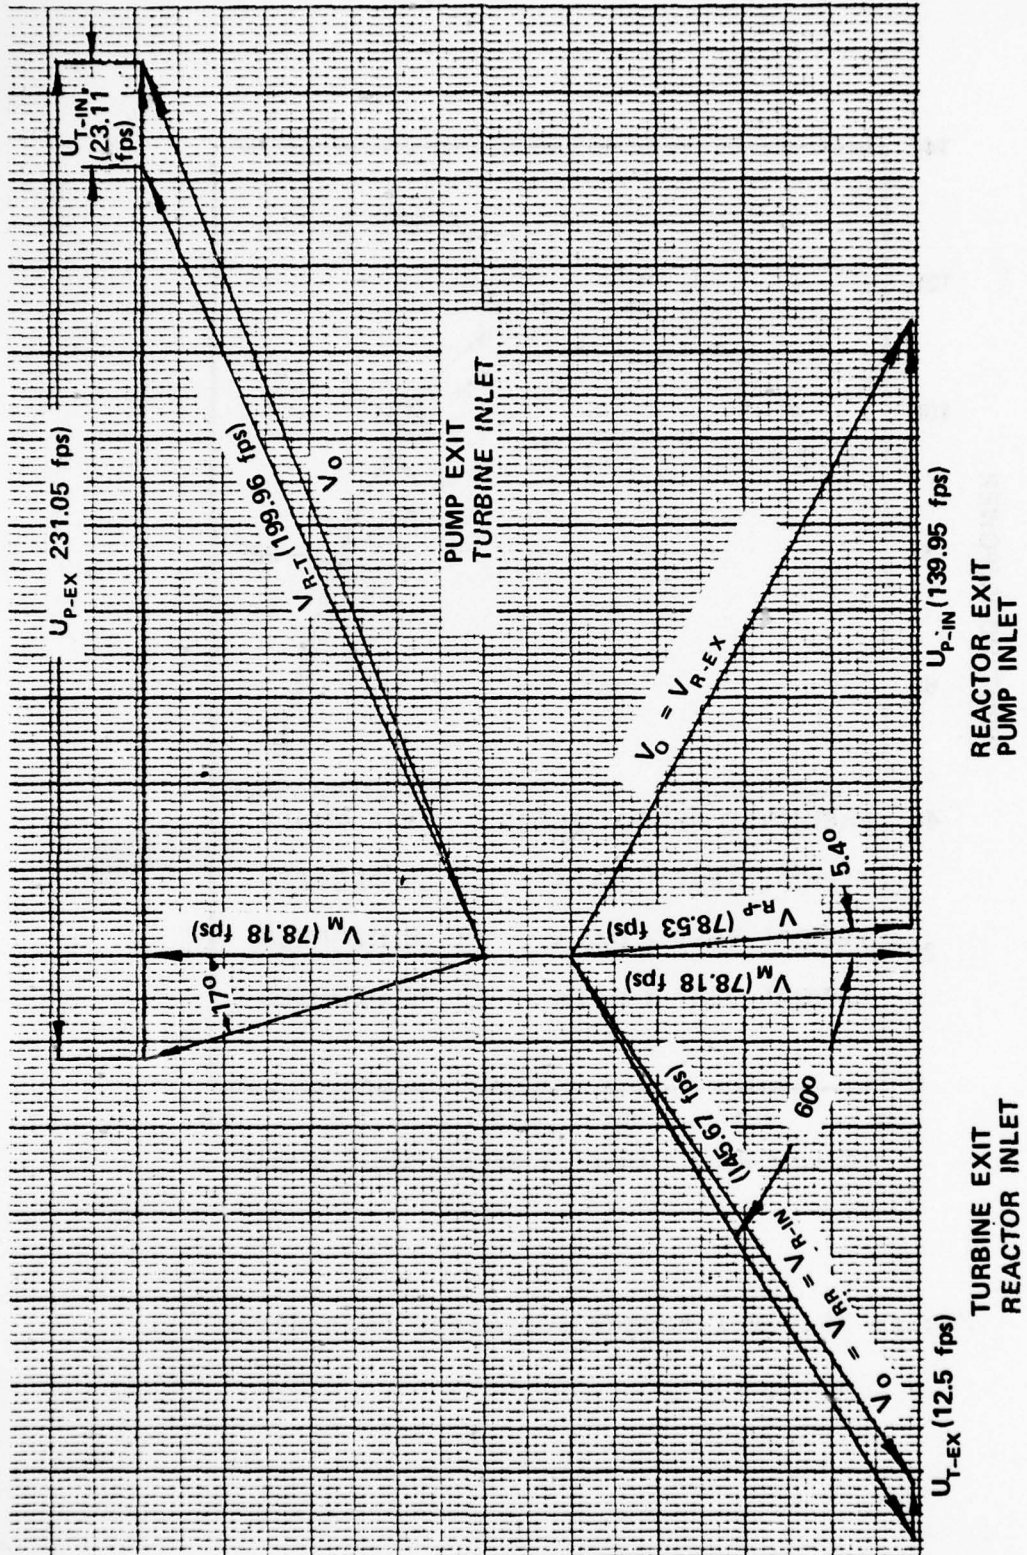 U_P-EX 231.05 fps)
U_T-IN,
(23.11
fps)
V_R-T (199.96 fps)
V_O
V_M (78.18 fps)
17°
PUMP EXIT
TURBINE INLET
V_O = V_R-EX
V_R-P (78.53 fps)
V_M (78.18 fps)
5.4°
60°
(145.67 fps)
V_O = V_RR = V_R-IN
U_T-EX (12.5 fps)
U_P-IN (139.95 fps)
TURBINE EXIT
REACTOR INLET
REACTOR EXIT
PUMP INLET